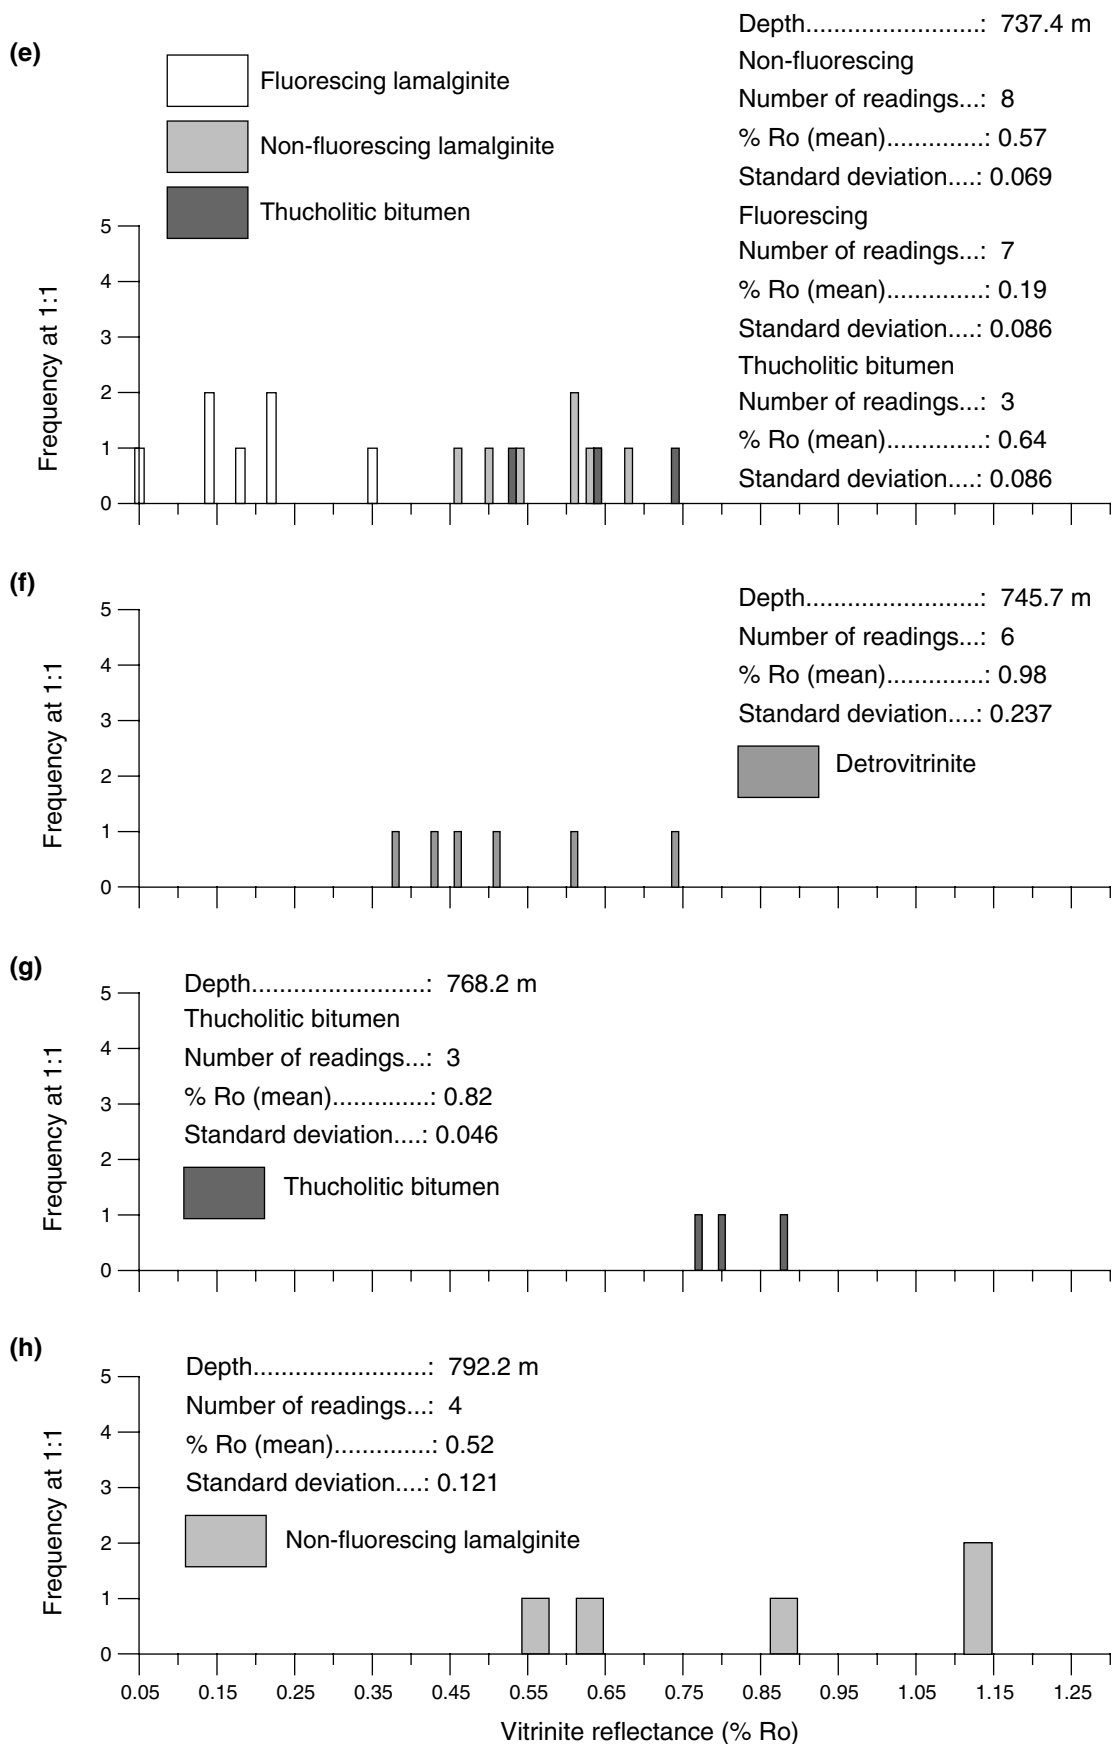 (e)
Fluorescing lamalginite
Non-fluorescing lamalginite
Thucholitic bitumen
Depth.........................: 737.4 m
Non-fluorescing
Number of readings...: 8
% Ro (mean)..............: 0.57
Standard deviation....: 0.069
Fluorescing
Number of readings...: 7
% Ro (mean)..............: 0.19
Standard deviation....: 0.086
Thucholitic bitumen
Number of readings...: 3
% Ro (mean)..............: 0.64
Standard deviation....: 0.086
Frequency at 1:1
5
4
3
2
1
0
(f)
Depth.........................: 745.7 m
Number of readings...: 6
% Ro (mean)..............: 0.98
Standard deviation....: 0.237
Detrovitrinite
Frequency at 1:1
5
4
3
2
1
0
(g)
Depth.........................: 768.2 m
Thucholitic bitumen
Number of readings...: 3
% Ro (mean)..............: 0.82
Standard deviation....: 0.046
Thucholitic bitumen
Frequency at 1:1
5
4
3
2
1
0
(h)
Depth.........................: 792.2 m
Number of readings...: 4
% Ro (mean)..............: 0.52
Standard deviation....: 0.121
Non-fluorescing lamalginite
Frequency at 1:1
5
4
3
2
1
0
0.05 0.15 0.25 0.35 0.45 0.55 0.65 0.75 0.85 0.95 1.05 1.15 1.25
Vitrinite reflectance (% Ro)